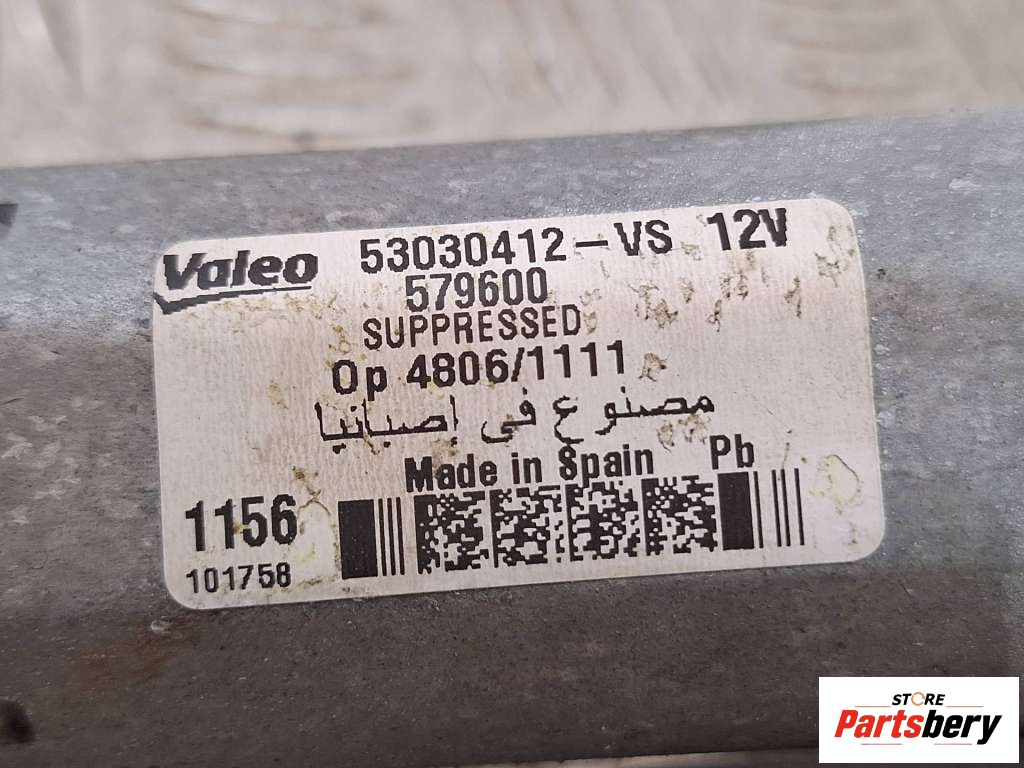 Valeo 53030412-VS 12V
579600
SUPPRESSED
Op 4806/1111
مصنوع في إصبانيا
Made in Spain Pb
1156
101758
STORE
Partsbery